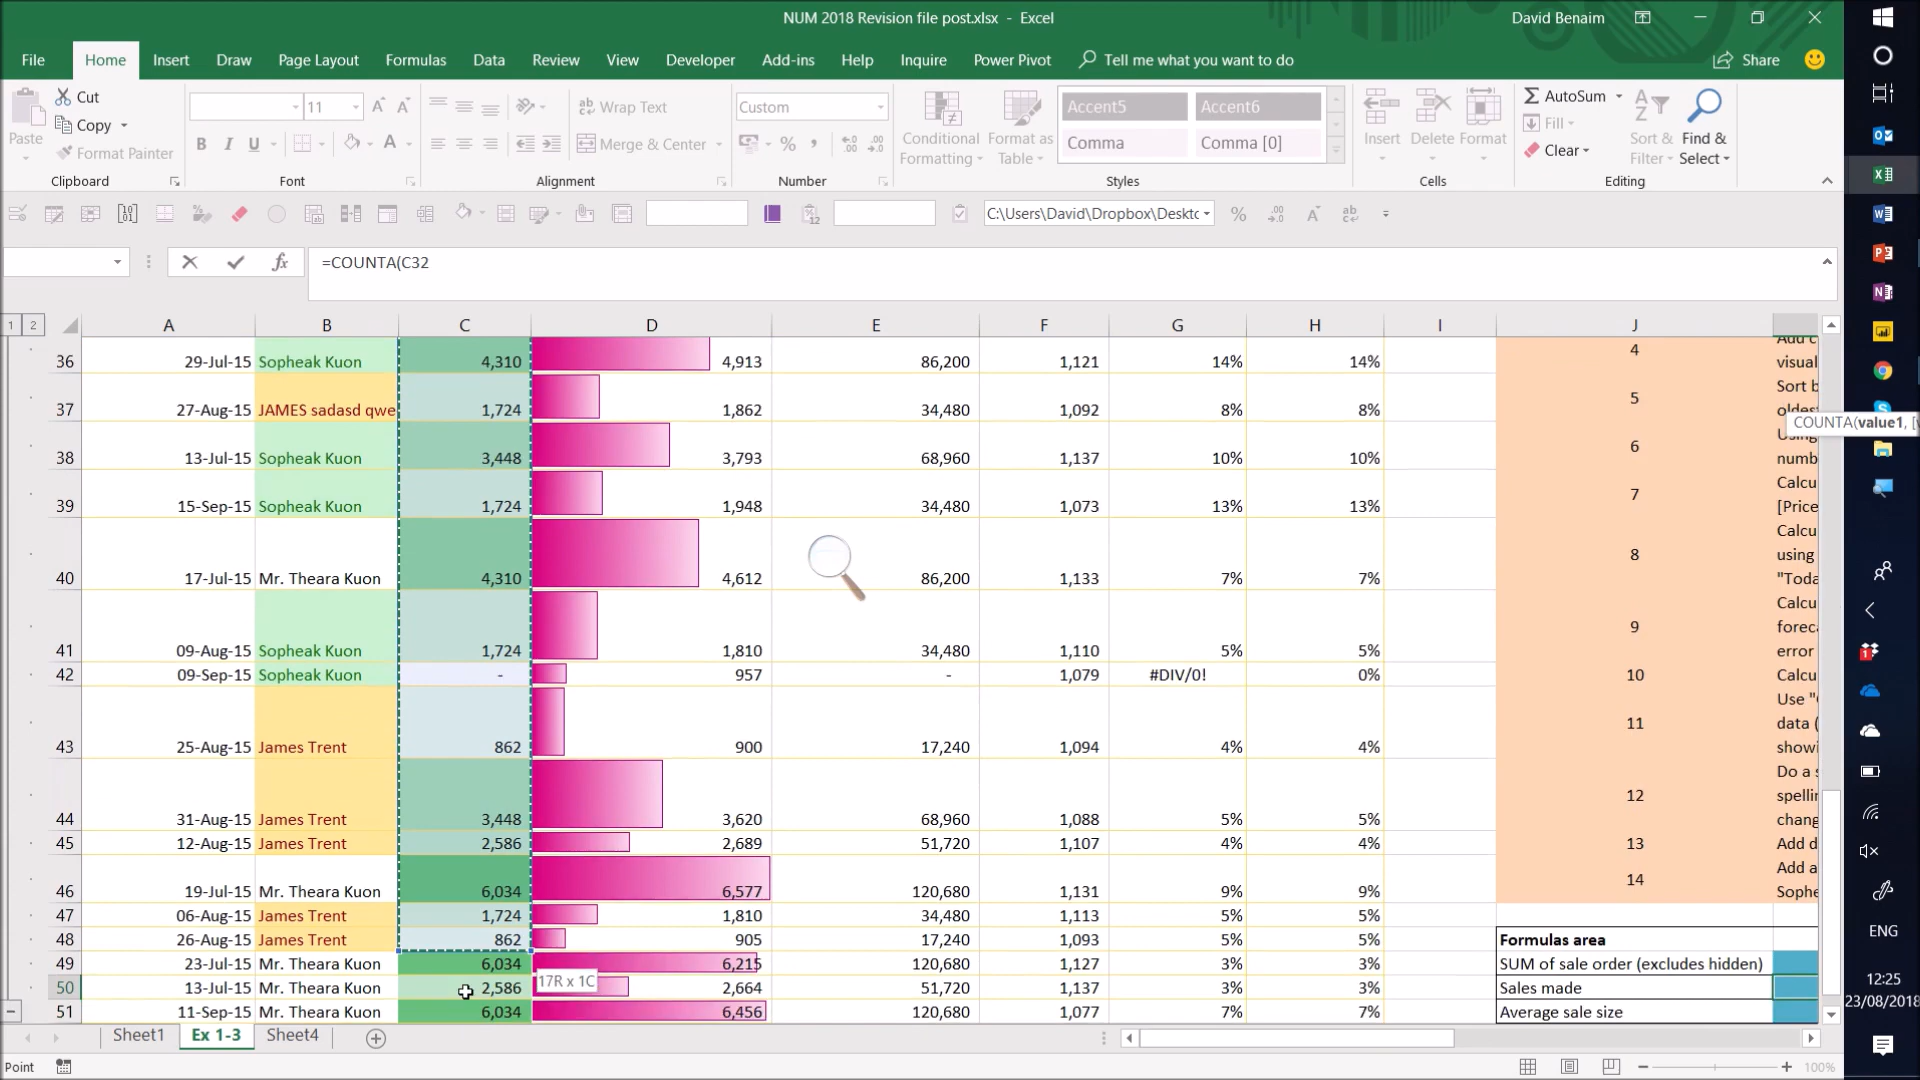 NUM 2018 Revision file post.xlsx - Excel
David Benaim
File Home Insert Draw Page Layout Formulas Data Review View Developer Add-ins Help Inquire Power Pivot Tell me what you want to do Share
Cut
Copy
Format Painter
Paste
Clipboard
11
B I U
Font
Wrap Text
Merge & Center
Alignment
Custom
%
Number
Conditional Formatting
Format as Table
Accent5 Accent6
Comma Comma [0]
Styles
Insert Delete Format
Cells
AutoSum
Fill
Clear
Sort & Filter
Find & Select
Editing
C:\Users\David\Dropbox\Deskto
=COUNTA(C32
1 2
A B C D E F G H I J
36 29-Jul-15 Sopheak Kuon 4,310 4,913 86,200 1,121 14% 14%
37 27-Aug-15 JAMES sadasd qwe 1,724 1,862 34,480 1,092 8% 8%
38 13-Jul-15 Sopheak Kuon 3,448 3,793 68,960 1,137 10% 10%
39 15-Sep-15 Sopheak Kuon 1,724 1,948 34,480 1,073 13% 13%
40 17-Jul-15 Mr. Theara Kuon 4,310 4,612 86,200 1,133 7% 7%
41 09-Aug-15 Sopheak Kuon 1,724 1,810 34,480 1,110 5% 5%
42 09-Sep-15 Sopheak Kuon - 957 - 1,079 #DIV/0! 0%
43 25-Aug-15 James Trent 862 900 17,240 1,094 4% 4%
44 31-Aug-15 James Trent 3,448 3,620 68,960 1,088 5% 5%
45 12-Aug-15 James Trent 2,586 2,689 51,720 1,107 4% 4%
46 19-Jul-15 Mr. Theara Kuon 6,034 6,577 120,680 1,131 9% 9%
47 06-Aug-15 James Trent 1,724 1,810 34,480 1,113 5% 5%
48 26-Aug-15 James Trent 862 905 17,240 1,093 5% 5%
49 23-Jul-15 Mr. Theara Kuon 6,034 6,215 120,680 1,127 3% 3%
50 13-Jul-15 Mr. Theara Kuon 2,586 2,664 51,720 1,137 3% 3%
51 11-Sep-15 Mr. Theara Kuon 6,034 6,456 120,680 1,077 7% 7%
17R x 1C
4
visual
5 Sort b
6
numb
7 Calcu
[Price
8 Calcu
using
"Toda
9 Calcu
foreca
error
10 Calcu
11 Use "
data (
showi
12 Do a s
spellin
chang
13 Add d
14 Add a
Sophe
COUNTA(value1, [v
Formulas area
SUM of sale order (excludes hidden)
Sales made
Average sale size
Sheet1 Ex 1-3 Sheet4
Point
100%
ENG
12:25
23/08/2018